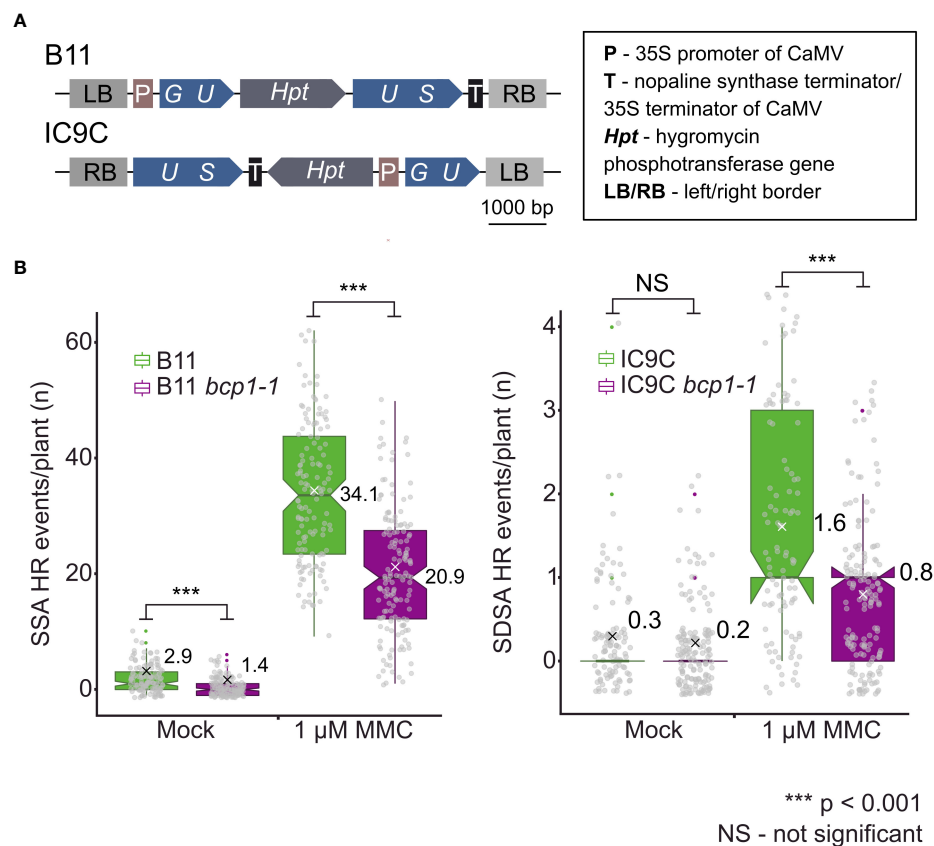 A
B11
LB P G U Hpt U S T RB
IC9C
RB U S T Hpt P G U LB
1000 bp
P - 35S promoter of CaMV
T - nopaline synthase terminator/
35S terminator of CaMV
Hpt - hygromycin
phosphotransferase gene
LB/RB - left/right border
B
SSA HR events/plant (n)
60
40
20
0
B11
B11 bcp1-1
***
2.9
1.4
***
34.1
20.9
Mock
1 µM MMC
SDSA HR events/plant (n)
4
3
2
1
0
IC9C
IC9C bcp1-1
NS
0.3
0.2
***
1.6
0.8
Mock
1 µM MMC
*** p < 0.001
NS - not significant